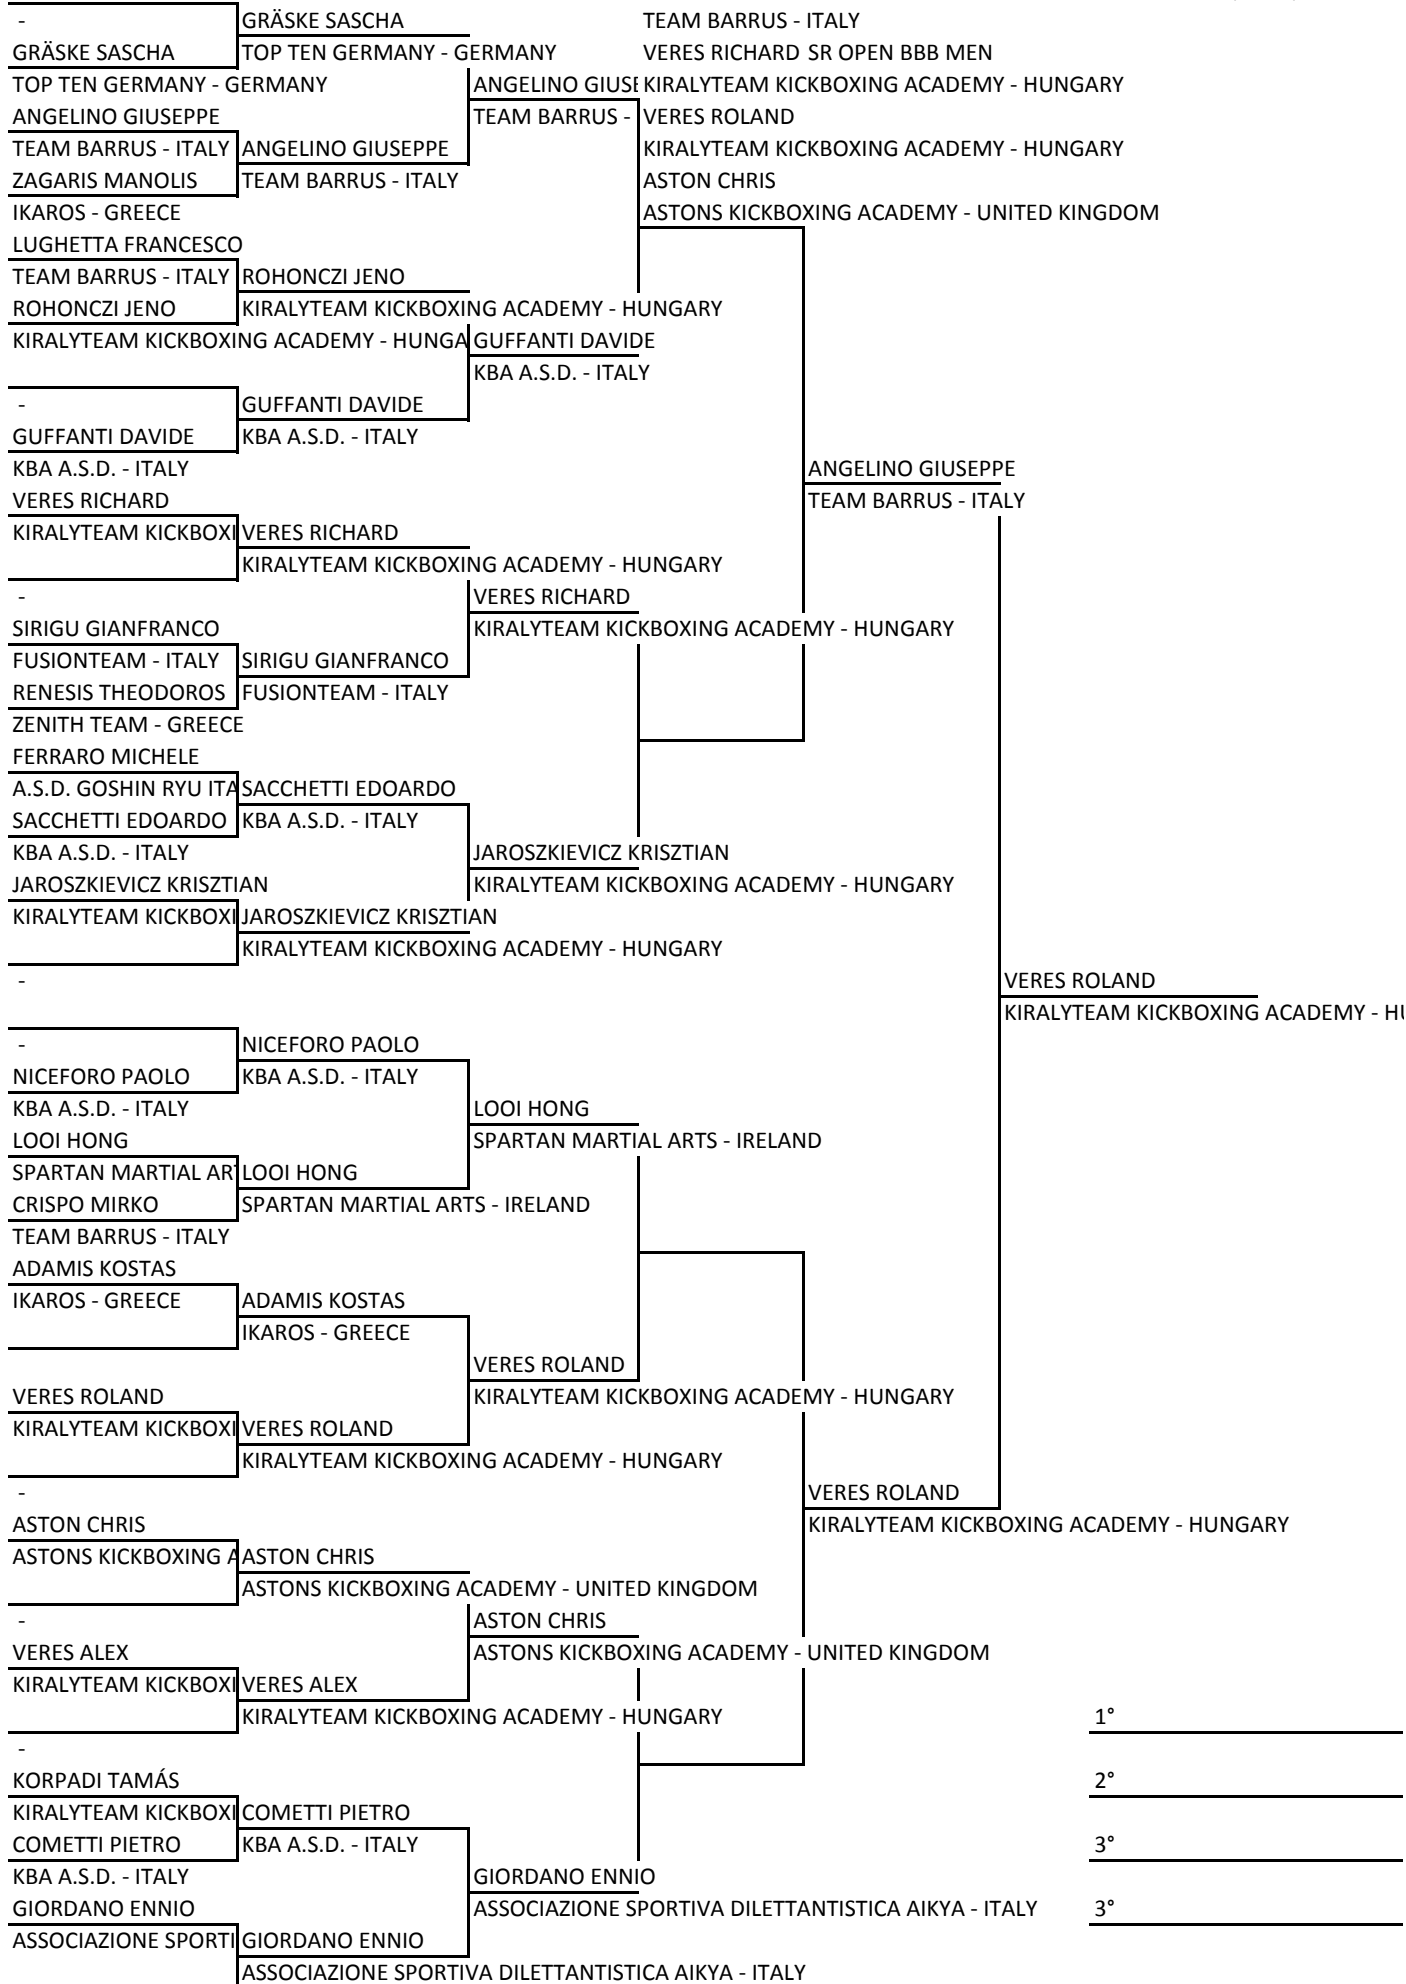 -
GRÄSKE SASCHA
TEAM BARRUS - ITALY
GRÄSKE SASCHA
TOP TEN GERMANY - GERMANY
VERES RICHARD SR OPEN BBB MEN
TOP TEN GERMANY - GERMANY
ANGELINO GIUSE
KIRALYTEAM KICKBOXING ACADEMY - HUNGARY
ANGELINO GIUSEPPE
TEAM BARRUS -
VERES ROLAND
TEAM BARRUS - ITALY
ANGELINO GIUSEPPE
KIRALYTEAM KICKBOXING ACADEMY - HUNGARY
ZAGARIS MANOLIS
TEAM BARRUS - ITALY
ASTON CHRIS
IKAROS - GREECE
ASTONS KICKBOXING ACADEMY - UNITED KINGDOM
LUGHETTA FRANCESCO
TEAM BARRUS - ITALY
ROHONCZI JENO
ROHONCZI JENO
KIRALYTEAM KICKBOXING ACADEMY - HUNGARY
KIRALYTEAM KICKBOXING ACADEMY - HUNGA
GUFFANTI DAVIDE
KBA A.S.D. - ITALY
-
GUFFANTI DAVIDE
GUFFANTI DAVIDE
KBA A.S.D. - ITALY
KBA A.S.D. - ITALY
ANGELINO GIUSEPPE
VERES RICHARD
TEAM BARRUS - ITALY
KIRALYTEAM KICKBOXI
VERES RICHARD
KIRALYTEAM KICKBOXING ACADEMY - HUNGARY
-
VERES RICHARD
SIRIGU GIANFRANCO
KIRALYTEAM KICKBOXING ACADEMY - HUNGARY
FUSIONTEAM - ITALY
SIRIGU GIANFRANCO
RENESIS THEODOROS
FUSIONTEAM - ITALY
ZENITH TEAM - GREECE
FERRARO MICHELE
A.S.D. GOSHIN RYU ITA
SACCHETTI EDOARDO
SACCHETTI EDOARDO
KBA A.S.D. - ITALY
KBA A.S.D. - ITALY
JAROSZKIEVICZ KRISZTIAN
JAROSZKIEVICZ KRISZTIAN
KIRALYTEAM KICKBOXING ACADEMY - HUNGARY
KIRALYTEAM KICKBOXI
JAROSZKIEVICZ KRISZTIAN
KIRALYTEAM KICKBOXING ACADEMY - HUNGARY
-
VERES ROLAND
KIRALYTEAM KICKBOXING ACADEMY - HU
-
NICEFORO PAOLO
NICEFORO PAOLO
KBA A.S.D. - ITALY
KBA A.S.D. - ITALY
LOOI HONG
LOOI HONG
SPARTAN MARTIAL ARTS - IRELAND
SPARTAN MARTIAL ART
LOOI HONG
CRISPO MIRKO
SPARTAN MARTIAL ARTS - IRELAND
TEAM BARRUS - ITALY
ADAMIS KOSTAS
IKAROS - GREECE
ADAMIS KOSTAS
IKAROS - GREECE
VERES ROLAND
VERES ROLAND
KIRALYTEAM KICKBOXING ACADEMY - HUNGARY
KIRALYTEAM KICKBOXI
VERES ROLAND
KIRALYTEAM KICKBOXING ACADEMY - HUNGARY
-
VERES ROLAND
ASTON CHRIS
KIRALYTEAM KICKBOXING ACADEMY - HUNGARY
ASTONS KICKBOXING A
ASTON CHRIS
ASTONS KICKBOXING ACADEMY - UNITED KINGDOM
-
ASTON CHRIS
VERES ALEX
ASTONS KICKBOXING ACADEMY - UNITED KINGDOM
KIRALYTEAM KICKBOXI
VERES ALEX
KIRALYTEAM KICKBOXING ACADEMY - HUNGARY
1°
-
KORPADI TAMÁS
2°
KIRALYTEAM KICKBOXI
COMETTI PIETRO
COMETTI PIETRO
KBA A.S.D. - ITALY
3°
KBA A.S.D. - ITALY
GIORDANO ENNIO
GIORDANO ENNIO
ASSOCIAZIONE SPORTIVA DILETTANTISTICA AIKYA - ITALY
3°
ASSOCIAZIONE SPORTI
GIORDANO ENNIO
ASSOCIAZIONE SPORTIVA DILETTANTISTICA AIKYA - ITALY